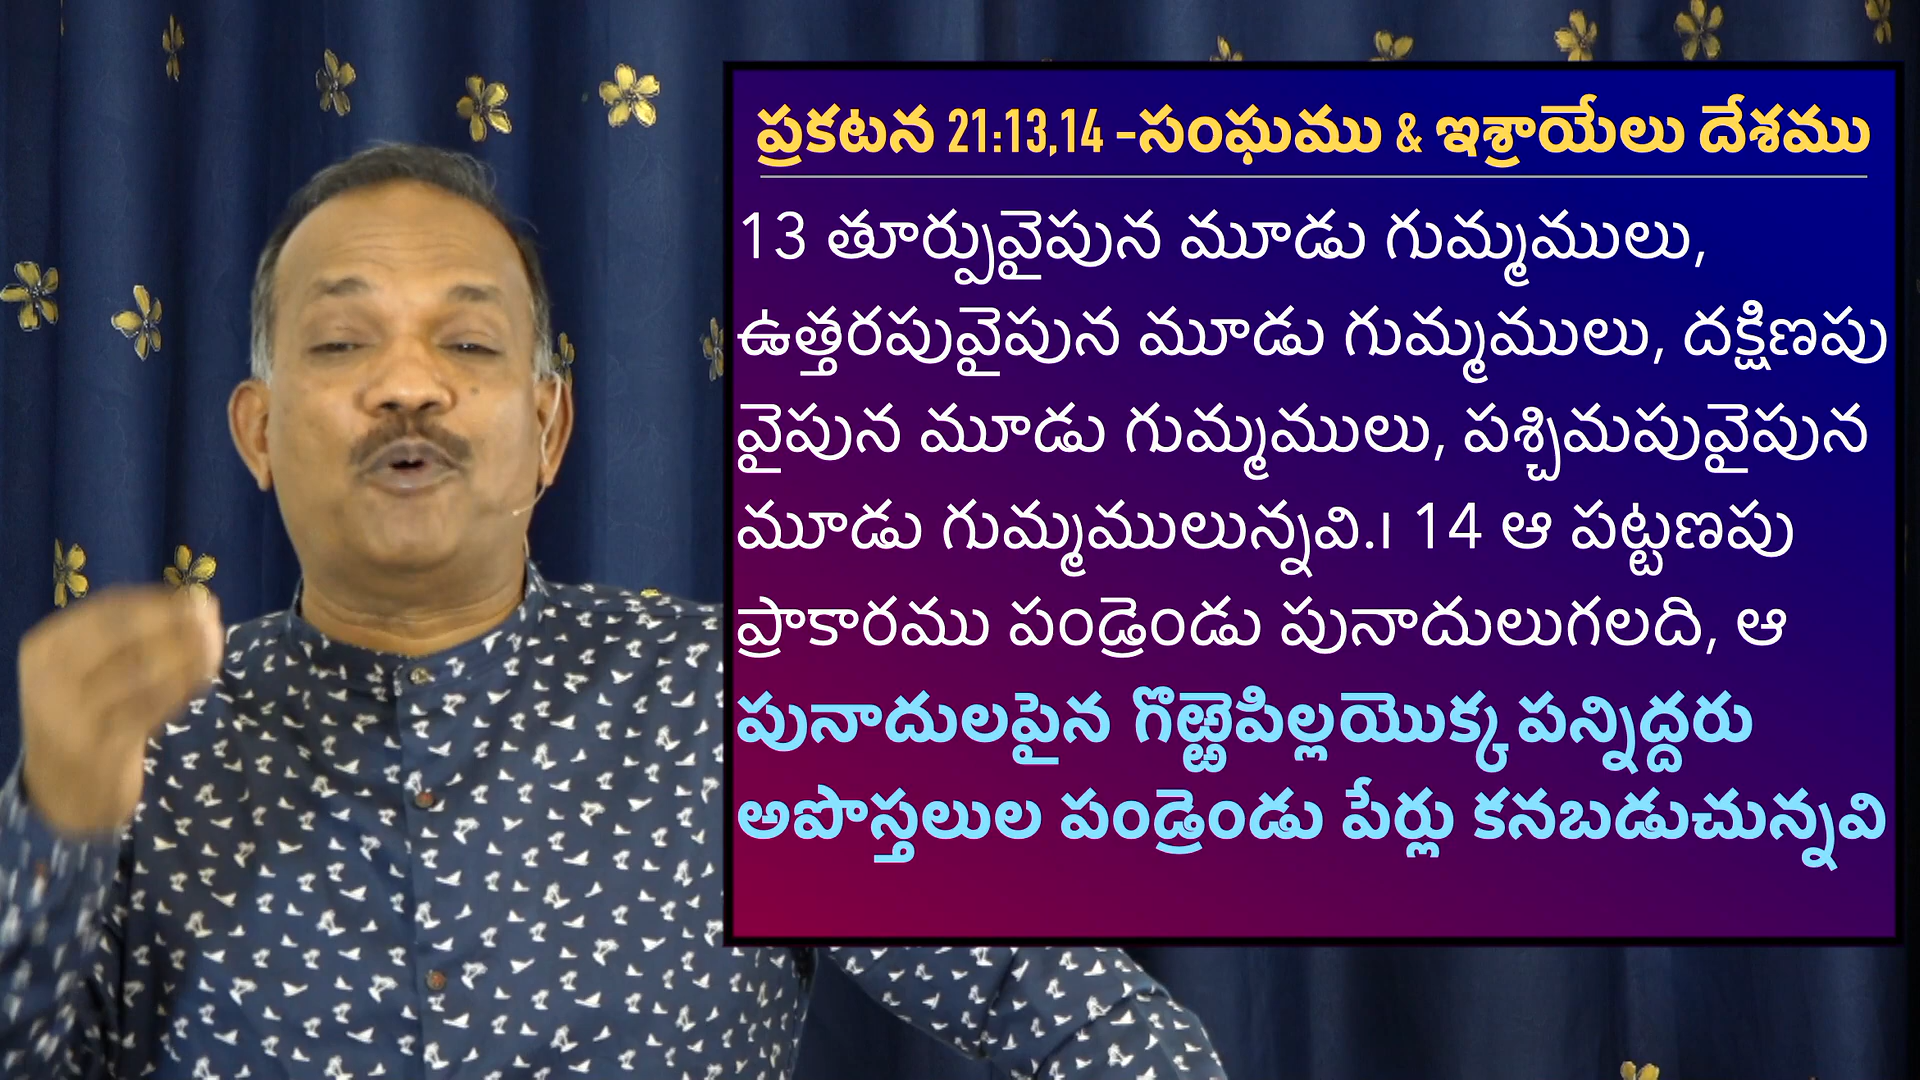 ప్రకటన 21:13,14 -సంఘము & ఇశ్రాయేలు దేశము
13 తూర్పువైపున మూడు గుమ్మములు,
ఉత్తరపువైపున మూడు గుమ్మములు, దక్షిణపు
వైపున మూడు గుమ్మములు, పశ్చిమపువైపున
మూడు గుమ్మములున్నవి.। 14 ఆ పట్టణపు
ప్రాకారము పండ్రెండు పునాదులుగలది, ఆ
పునాదులపైన గొఱ్ఱెపిల్లయొక్క పన్నిద్దరు
అపొస్తలుల పండ్రెండు పేర్లు కనబడుచున్నవి